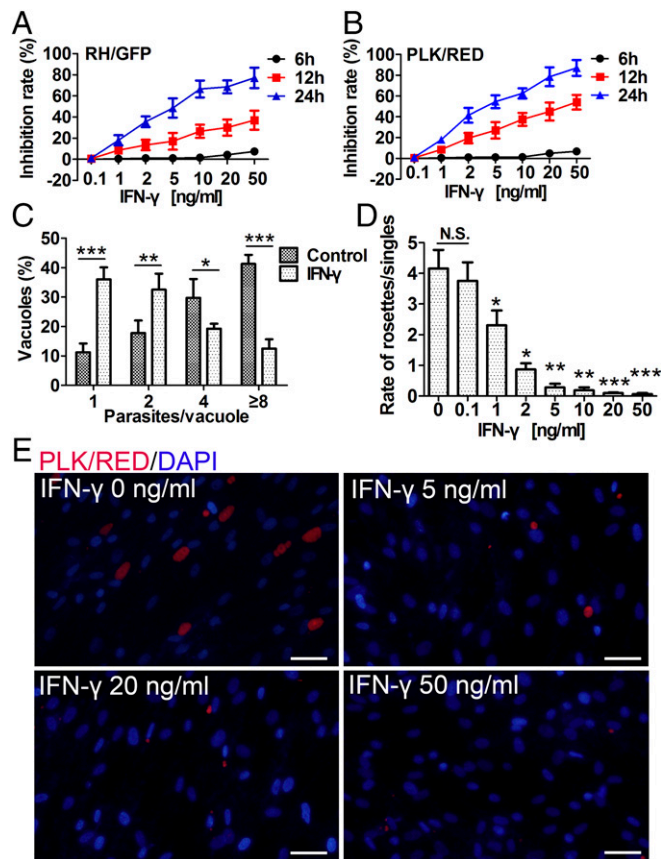 A
RH/GFP
Inhibition rate (%)
100
80
60
40
20
0
-20
0.1 1 2 5 10 20 50
IFN-γ [ng/ml]
6h
12h
24h
B
PLK/RED
Inhibition rate (%)
100
80
60
40
20
0
-20
0.1 1 2 5 10 20 50
IFN-γ [ng/ml]
6h
12h
24h
C
Vacuoles (%)
50
40
30
20
10
0
*** ** * ***
Control
IFN-γ
1 2 4 ≥8
Parasites/vacuole
D
Rate of rosettes/singles
5
4
3
2
1
0
N.S.
* * ** ** *** ***
0 0.1 1 2 5 10 20 50
IFN-γ [ng/ml]
E
PLK/RED/DAPI
IFN-γ 0 ng/ml
IFN-γ 5 ng/ml
IFN-γ 20 ng/ml
IFN-γ 50 ng/ml